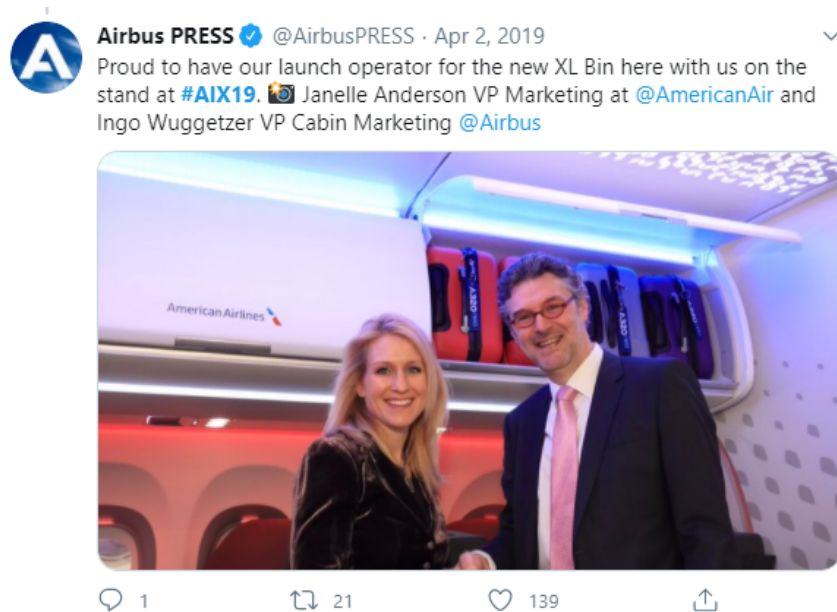 Airbus PRESS @AirbusPRESS · Apr 2, 2019
Proud to have our launch operator for the new XL Bin here with us on the
stand at #AIX19. 📸 Janelle Anderson VP Marketing at @AmericanAir and
Ingo Wuggetzer VP Cabin Marketing @Airbus
American Airlines
A320
A320
1 21 139